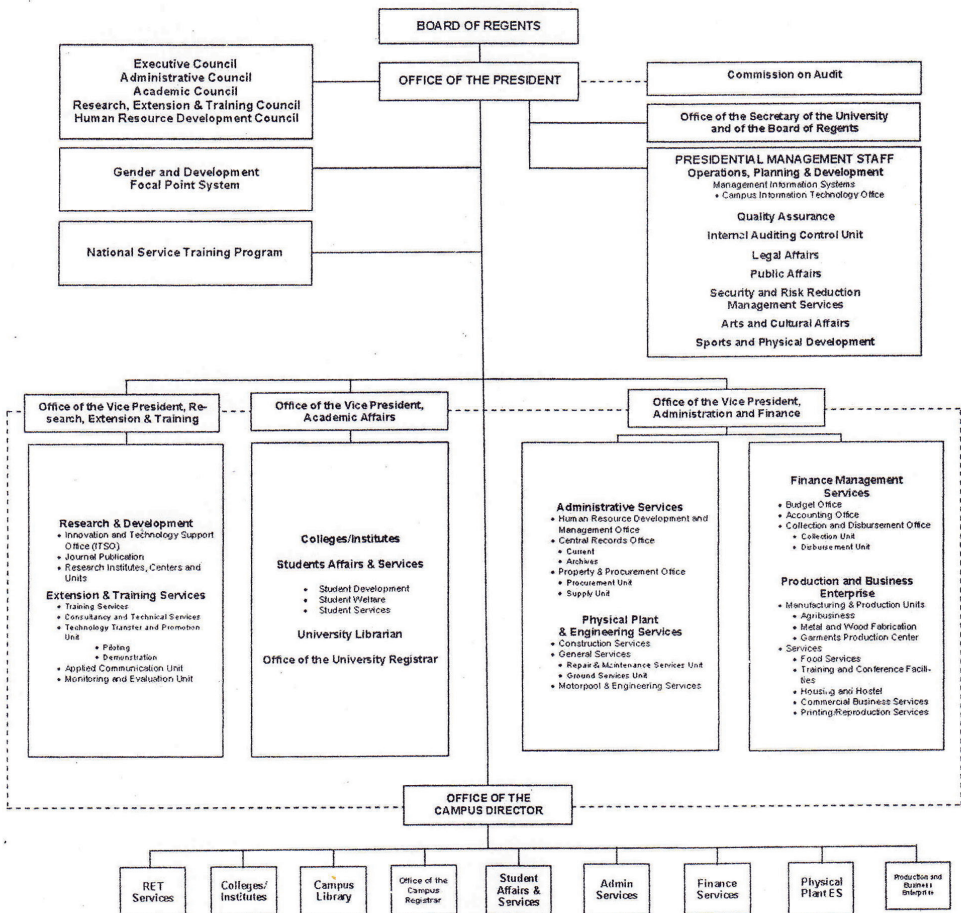 BOARD OF REGENTS
OFFICE OF THE PRESIDENT
Executive Council
Administrative Council
Academic Council
Research, Extension & Training Council
Human Resource Development Council
Commission on Audit
Office of the Secretary of the University
and of the Board of Regents
Gender and Development
Focal Point System
National Service Training Program
PRESIDENTIAL MANAGEMENT STAFF
Operations, Planning & Development
Management Information Systems
• Campus Information Technology Office
Quality Assurance
Internal Auditing Control Unit
Legal Affairs
Public Affairs
Security and Risk Reduction
Management Services
Arts and Cultural Affairs
Sports and Physical Development
Office of the Vice President, Re-
search, Extension & Training
Office of the Vice President,
Academic Affairs
Office of the Vice President,
Administration and Finance
Research & Development
• Innovation and Technology Support
Office (ITSO)
• Journal Publication
• Research Institutes, Centers and
Units
Extension & Training Services
• Training Services
• Consultancy and Technical Services
• Technology Transfer and Promotion
Unit
• Piloting
• Demonstration
• Applied Communication Unit
• Monitoring and Evaluation Unit
Colleges/Institutes
Students Affairs & Services
• Student Development
• Student Welfare
• Student Services
University Librarian
Office of the University Registrar
Administrative Services
• Human Resource Development and
Management Office
• Central Records Office
• Current
• Archives
• Property & Procurement Office
• Procurement Unit
• Supply Unit
Physical Plant
& Engineering Services
• Construction Services
• General Services
• Repair & Maintenance Services Unit
• Ground Services Unit
• Motorpool & Engineering Services
Finance Management
Services
• Budget Office
• Accounting Office
• Collection and Disbursement Office
• Collection Unit
• Disbursement Unit
Production and Business
Enterprise
• Manufacturing & Production Units
• Agribusiness
• Metal and Wood Fabrication
• Garments Production Center
• Services
• Food Services
• Training and Conference Facili-
ties
• Housing and Hostel
• Commercial Business Services
• Printing/Reproduction Services
OFFICE OF THE
CAMPUS DIRECTOR
RET
Services
Colleges/
Institutes
Campus
Library
Office of the
Campus
Registrar
Student
Affairs &
Services
Admin
Services
Finance
Services
Physical
Plant ES
Production and
Business
Enterprise